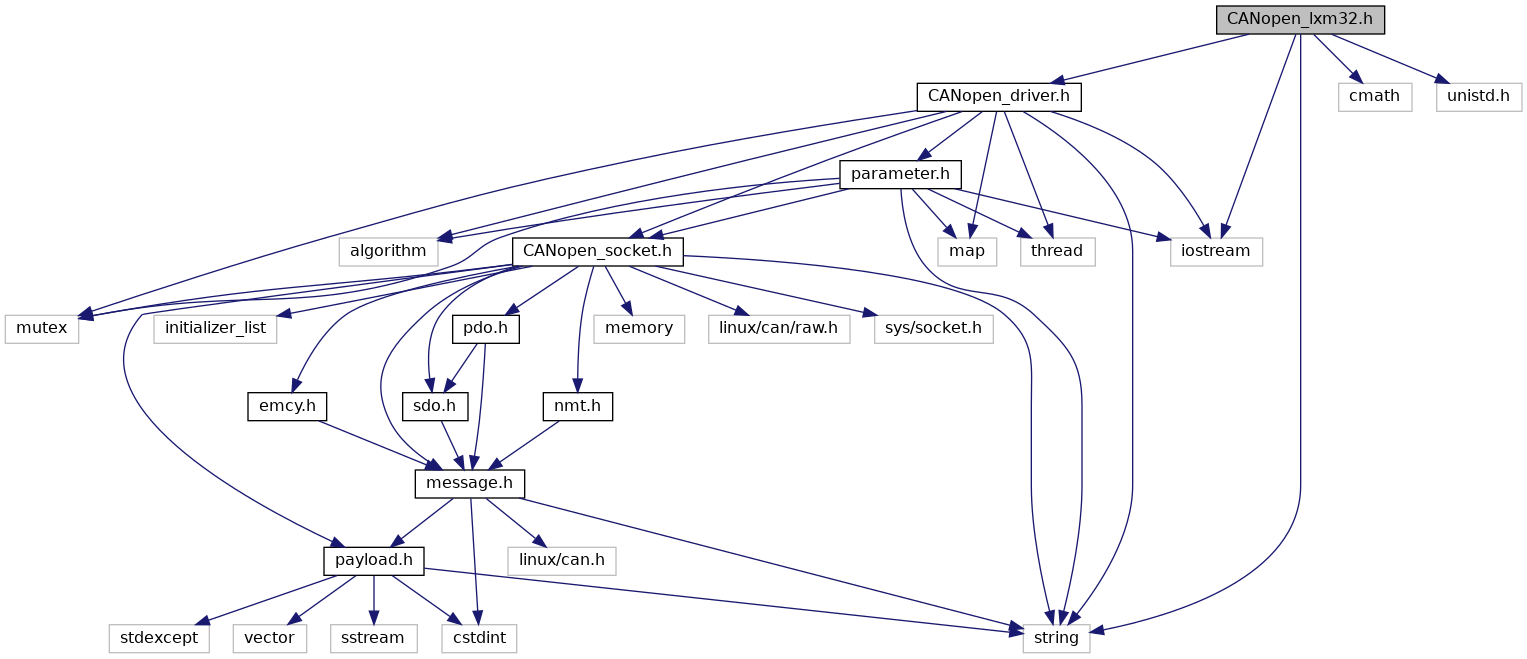 CANopen_lxm32.h
CANopen_driver.h
cmath
unistd.h
parameter.h
algorithm
CANopen_socket.h
map
thread
iostream
mutex
initializer_list
pdo.h
memory
linux/can/raw.h
sys/socket.h
emcy.h
sdo.h
nmt.h
message.h
payload.h
linux/can.h
stdexcept
vector
sstream
cstdint
string